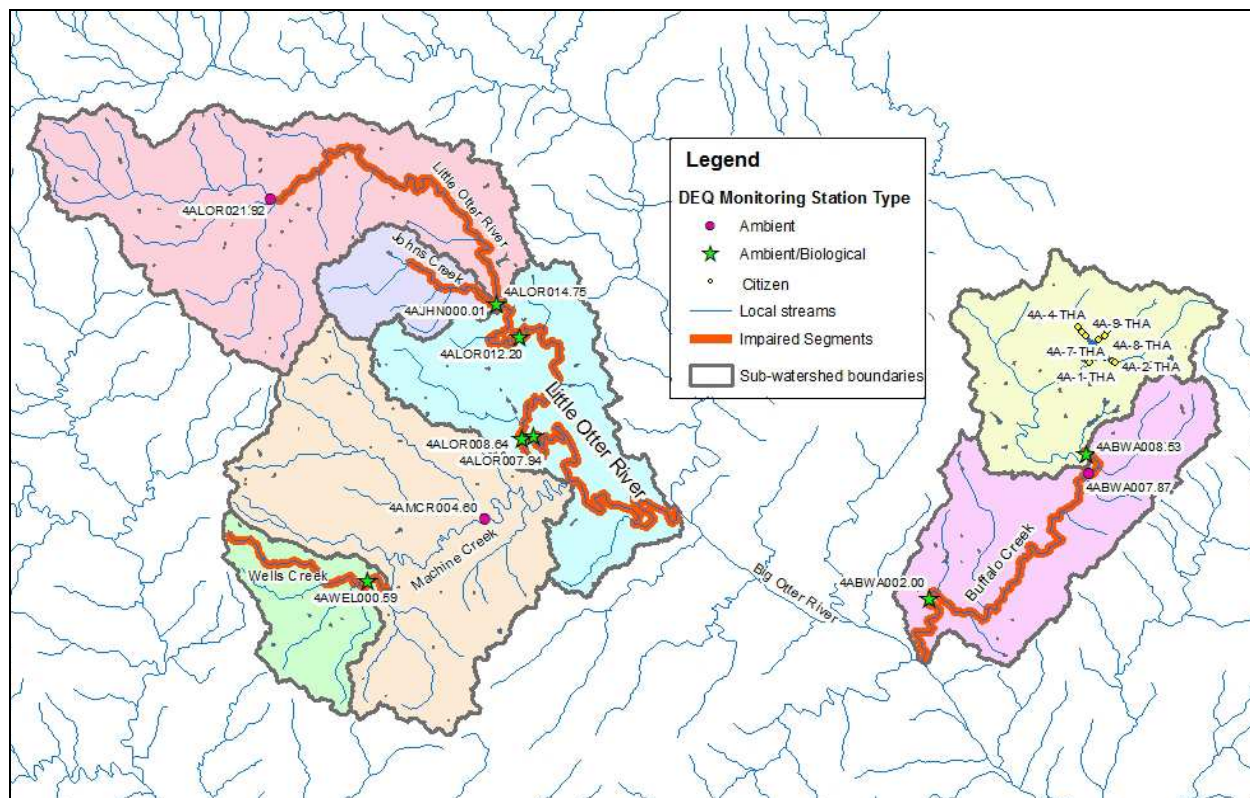 Legend
DEQ Monitoring Station Type
Ambient
Ambient/Biological
Citizen
Local streams
Impaired Segments
Sub-watershed boundaries
4ALOR021.92
Little Otter River
Johns Creek
4ALOR014.75
4AJHN000.01
4ALOR012.20
Little Otter River
4ALOR008.64
4ALOR007.94
4AMCR004.60
Machine Creek
Wells Creek
4AWEL000.59
Big Otter River
4A-4-THA
4A-9-THA
4A-8-THA
4A-7-THA
4A-2-THA
4A-1-THA
4ABWA008.53
4ABWA007.87
Buffalo Creek
4ABWA002.00